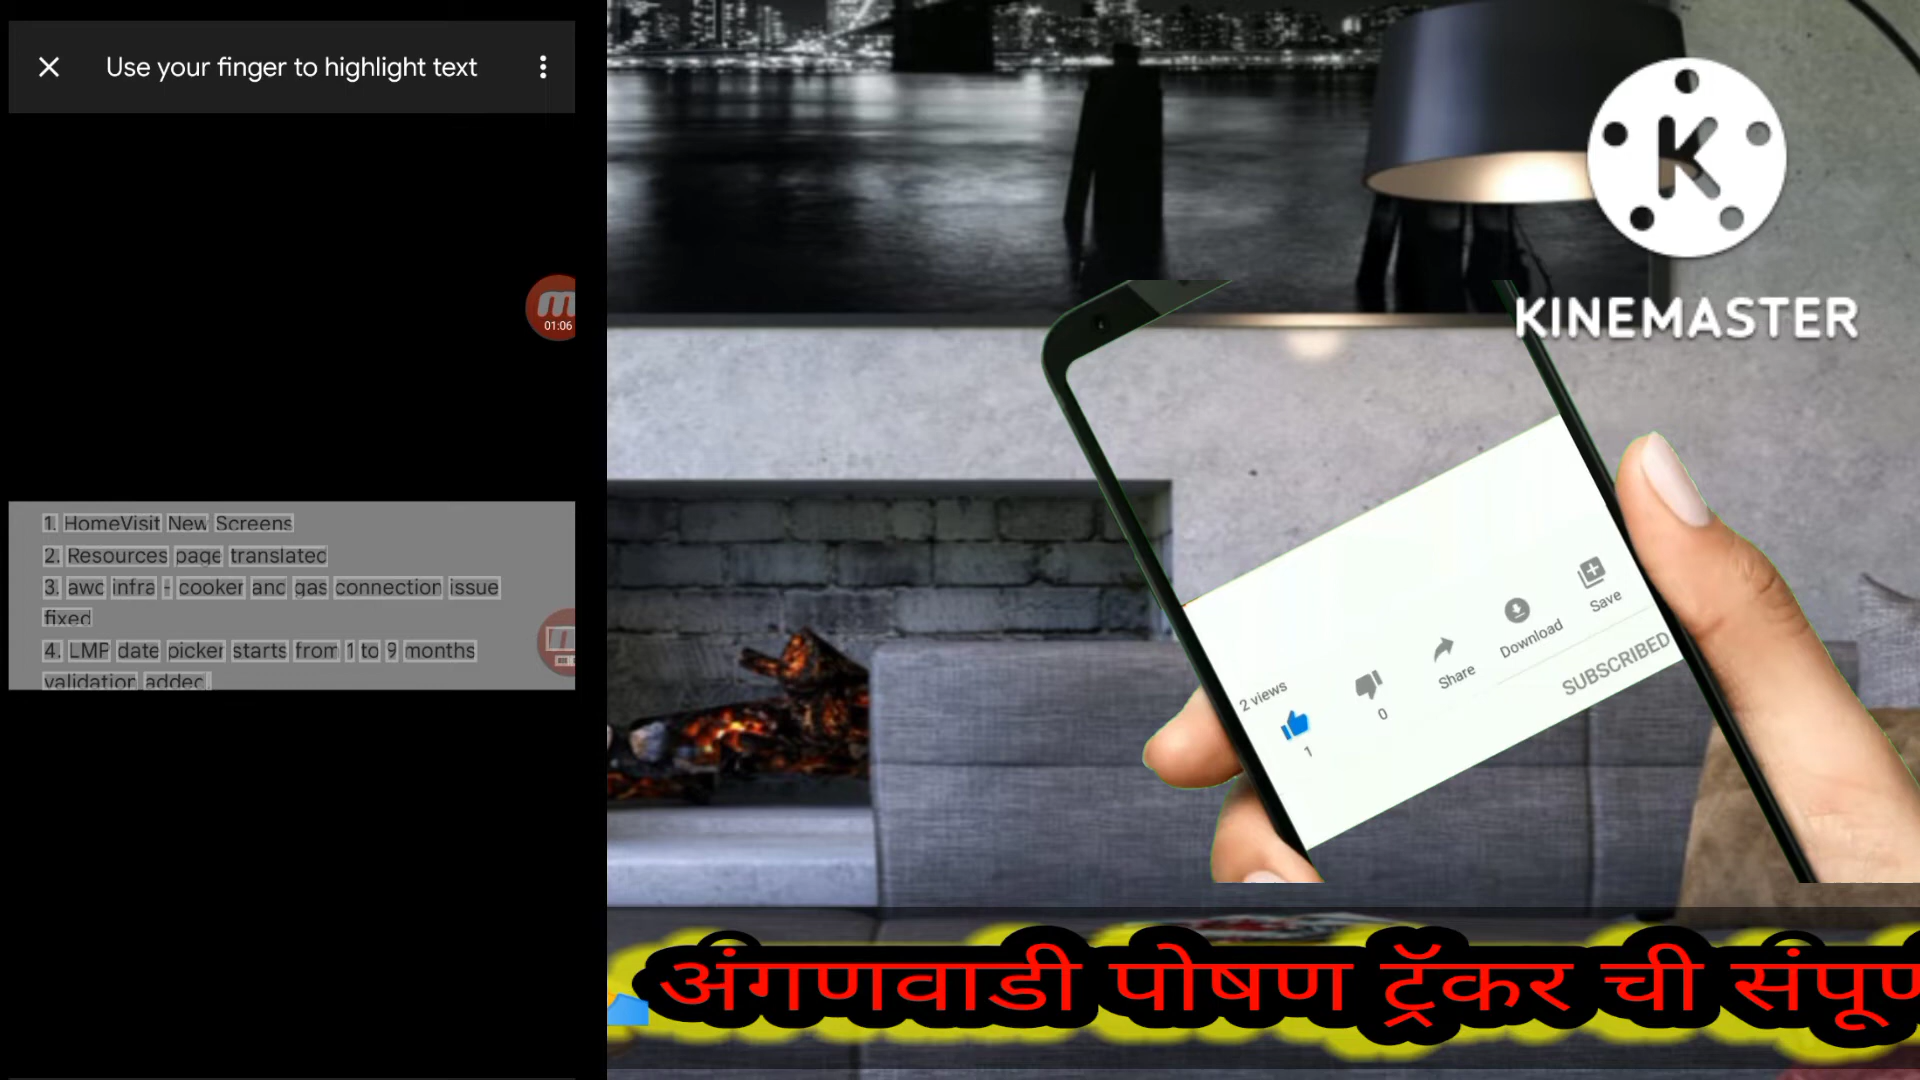 Use your finger to highlight text
01:06
1. HomeVisit New Screens
2. Resources page translated
3. awc infra - cooker and gas connection issue
fixed
4. LMP date picker starts from 1 to 9 months
validation added
KINEMASTER
2 views
1
0
Share
Download
Save
SUBSCRIBED
अंगणवाडी पोषण ट्रॅकर ची संपूण